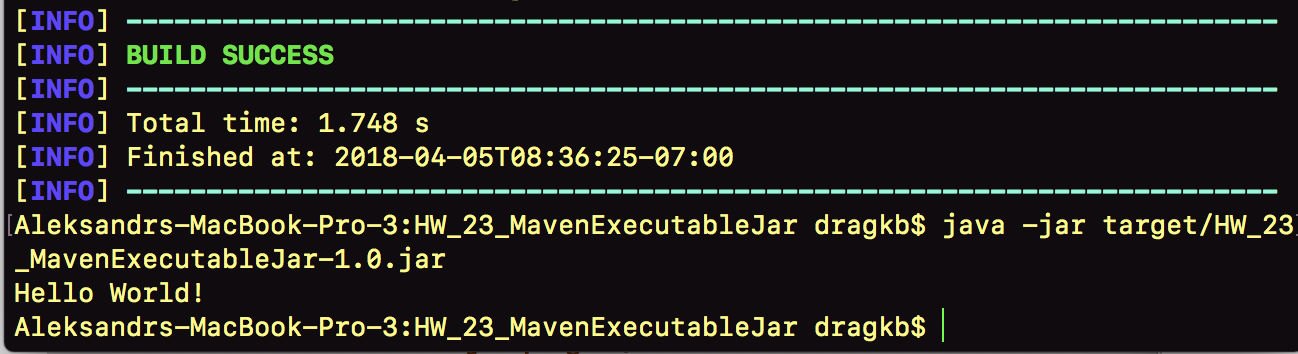 [INFO] ------------------------------------------------------------------------
[INFO] BUILD SUCCESS
[INFO] ------------------------------------------------------------------------
[INFO] Total time: 1.748 s
[INFO] Finished at: 2018-04-05T08:36:25-07:00
[INFO] ------------------------------------------------------------------------
[Aleksandrs-MacBook-Pro-3:HW_23_MavenExecutableJar dragkb$ java -jar target/HW_23]
_MavenExecutableJar-1.0.jar
Hello World!
Aleksandrs-MacBook-Pro-3:HW_23_MavenExecutableJar dragkb$